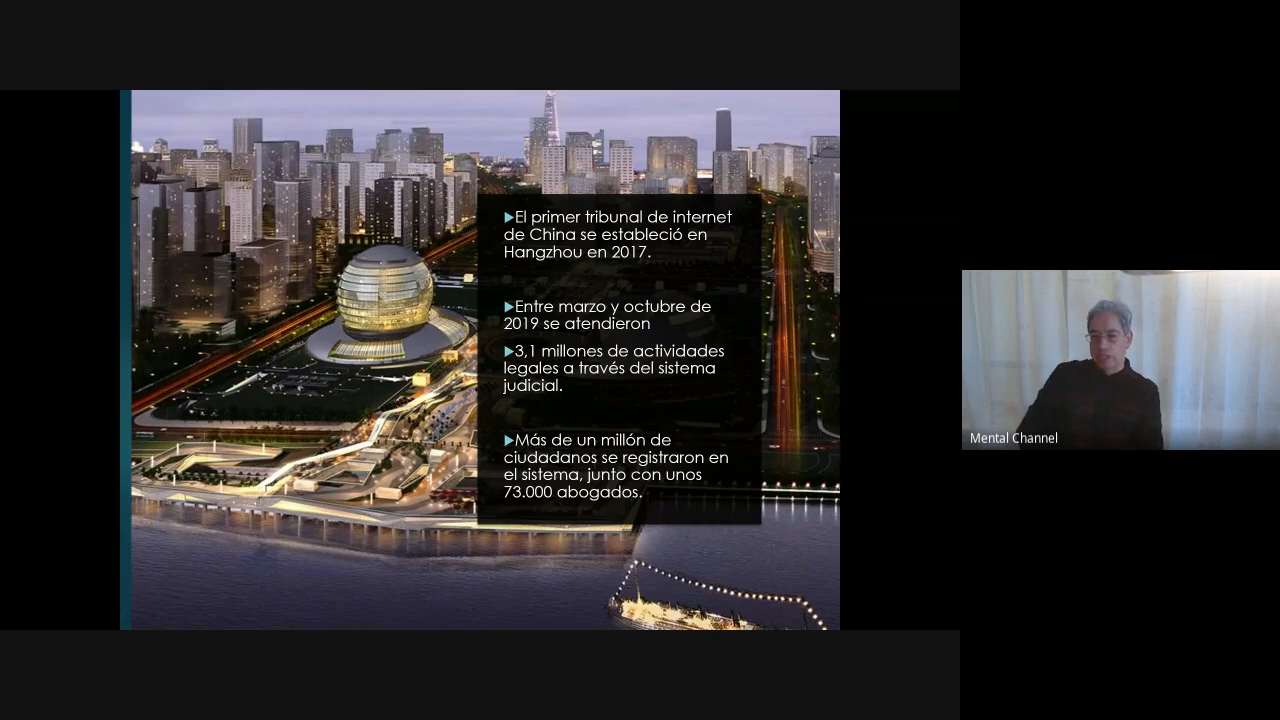 ▶El primer tribunal de internet
de China se estableció en
Hangzhou en 2017.
▶Entre marzo y octubre de
2019 se atendieron
▶3,1 millones de actividades
legales a través del sistema
judicial.
▶Más de un millón de
ciudadanos se registraron en
el sistema, junto con unos
73.000 abogados.
Mental Channel